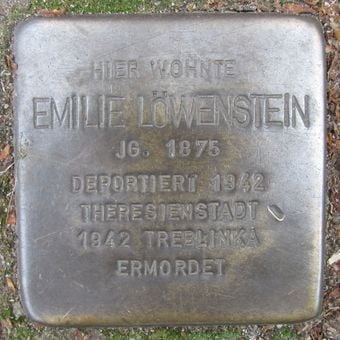 HIER WOHNTE
EMILIE LÖWENSTEIN
JG. 1875
DEPORTIERT 1942
THERESIENSTADT
1942 TREBLINKA
ERMORDET